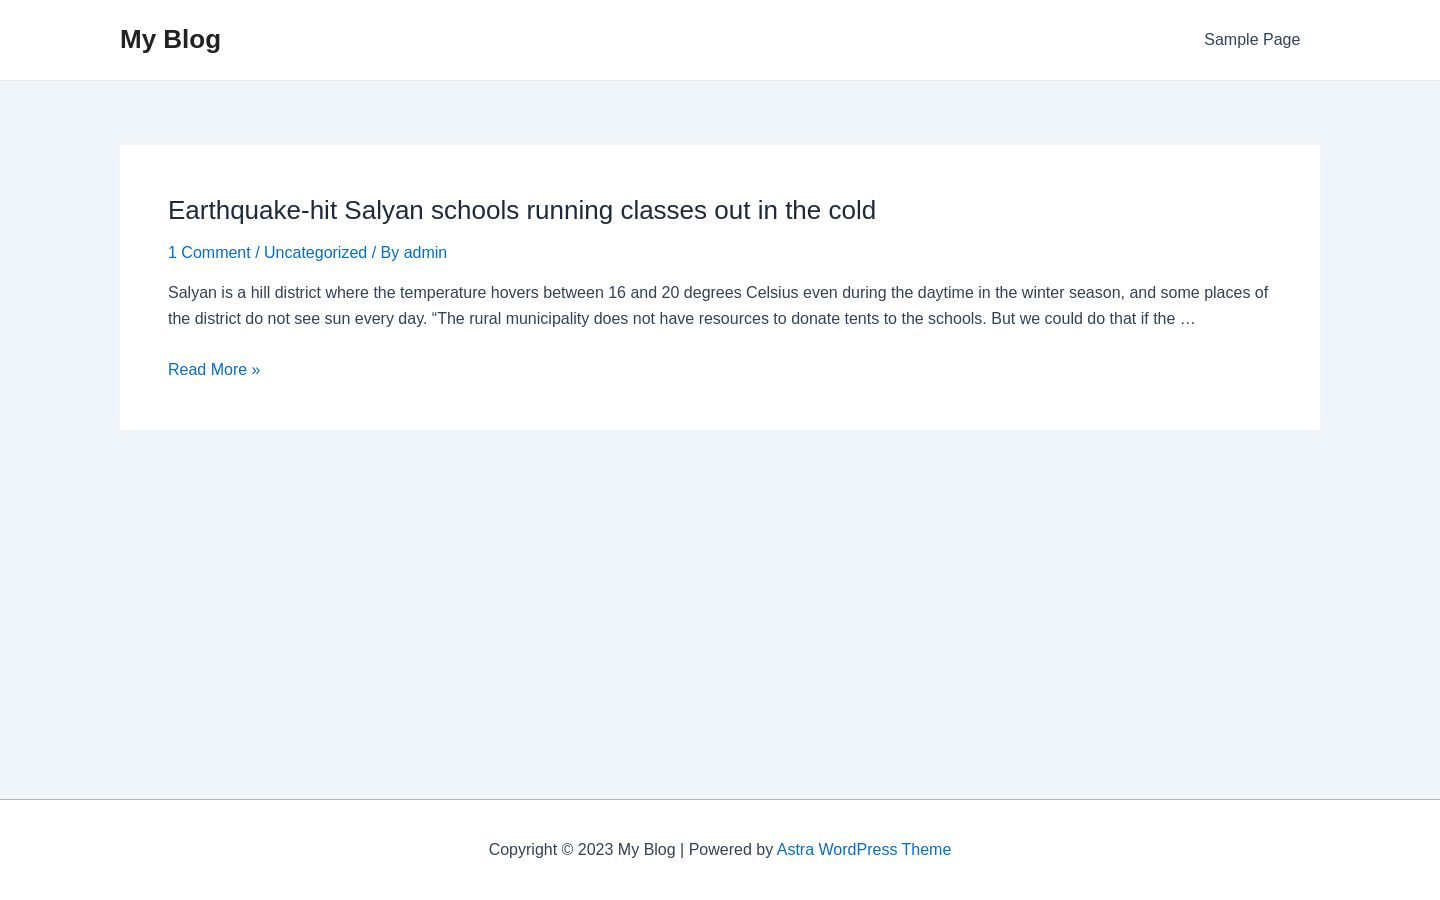 My Blog
Sample Page
Earthquake-hit Salyan schools running classes out in the cold
1 Comment / Uncategorized / By admin
Salyan is a hill district where the temperature hovers between 16 and 20 degrees Celsius even during the daytime in the winter season, and some places of
the district do not see sun every day. “The rural municipality does not have resources to donate tents to the schools. But we could do that if the …
Read More »
Copyright © 2023 My Blog | Powered by Astra WordPress Theme